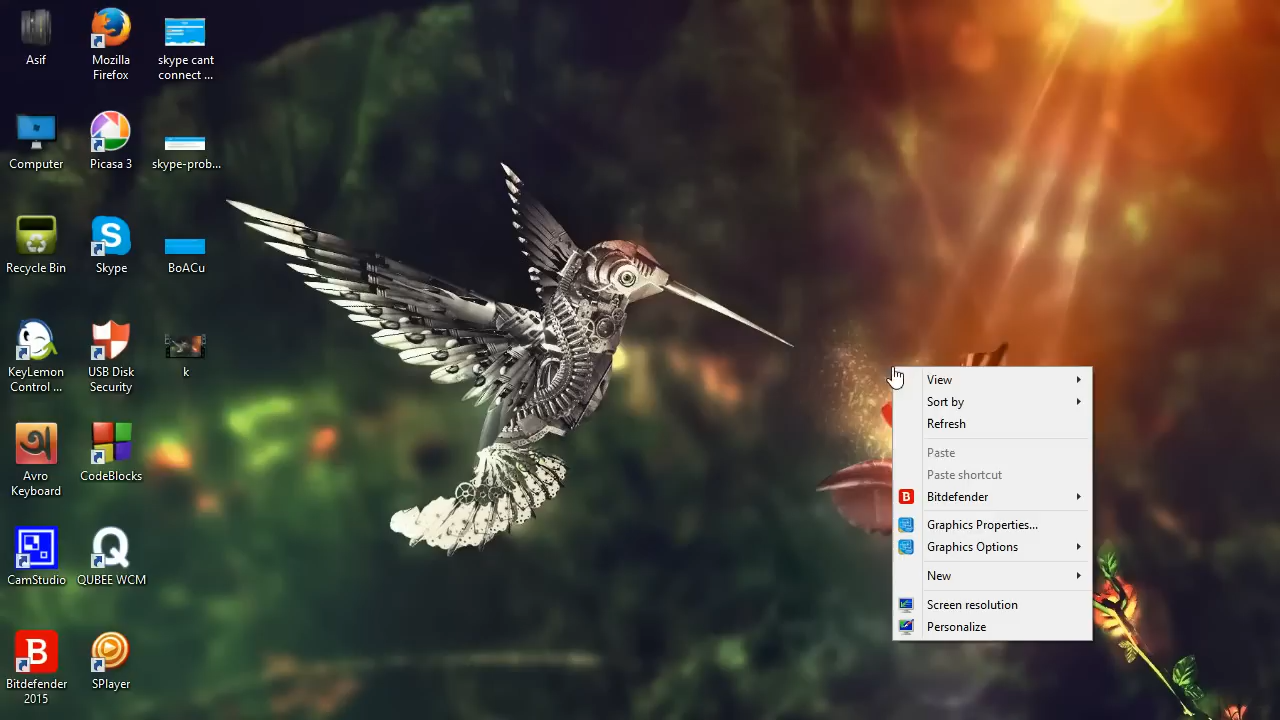 Asif
Mozilla
Firefox
skype cant
connect ...
Computer
Picasa 3
skype-prob...
Recycle Bin
Skype
BoACu
KeyLemon
Control ...
USB Disk
Security
k
Avro
Keyboard
CodeBlocks
CamStudio
QUBEE WCM
Bitdefender
2015
SPlayer
View
Sort by
Refresh
Paste
Paste shortcut
Bitdefender
Graphics Properties...
Graphics Options
New
Screen resolution
Personalize